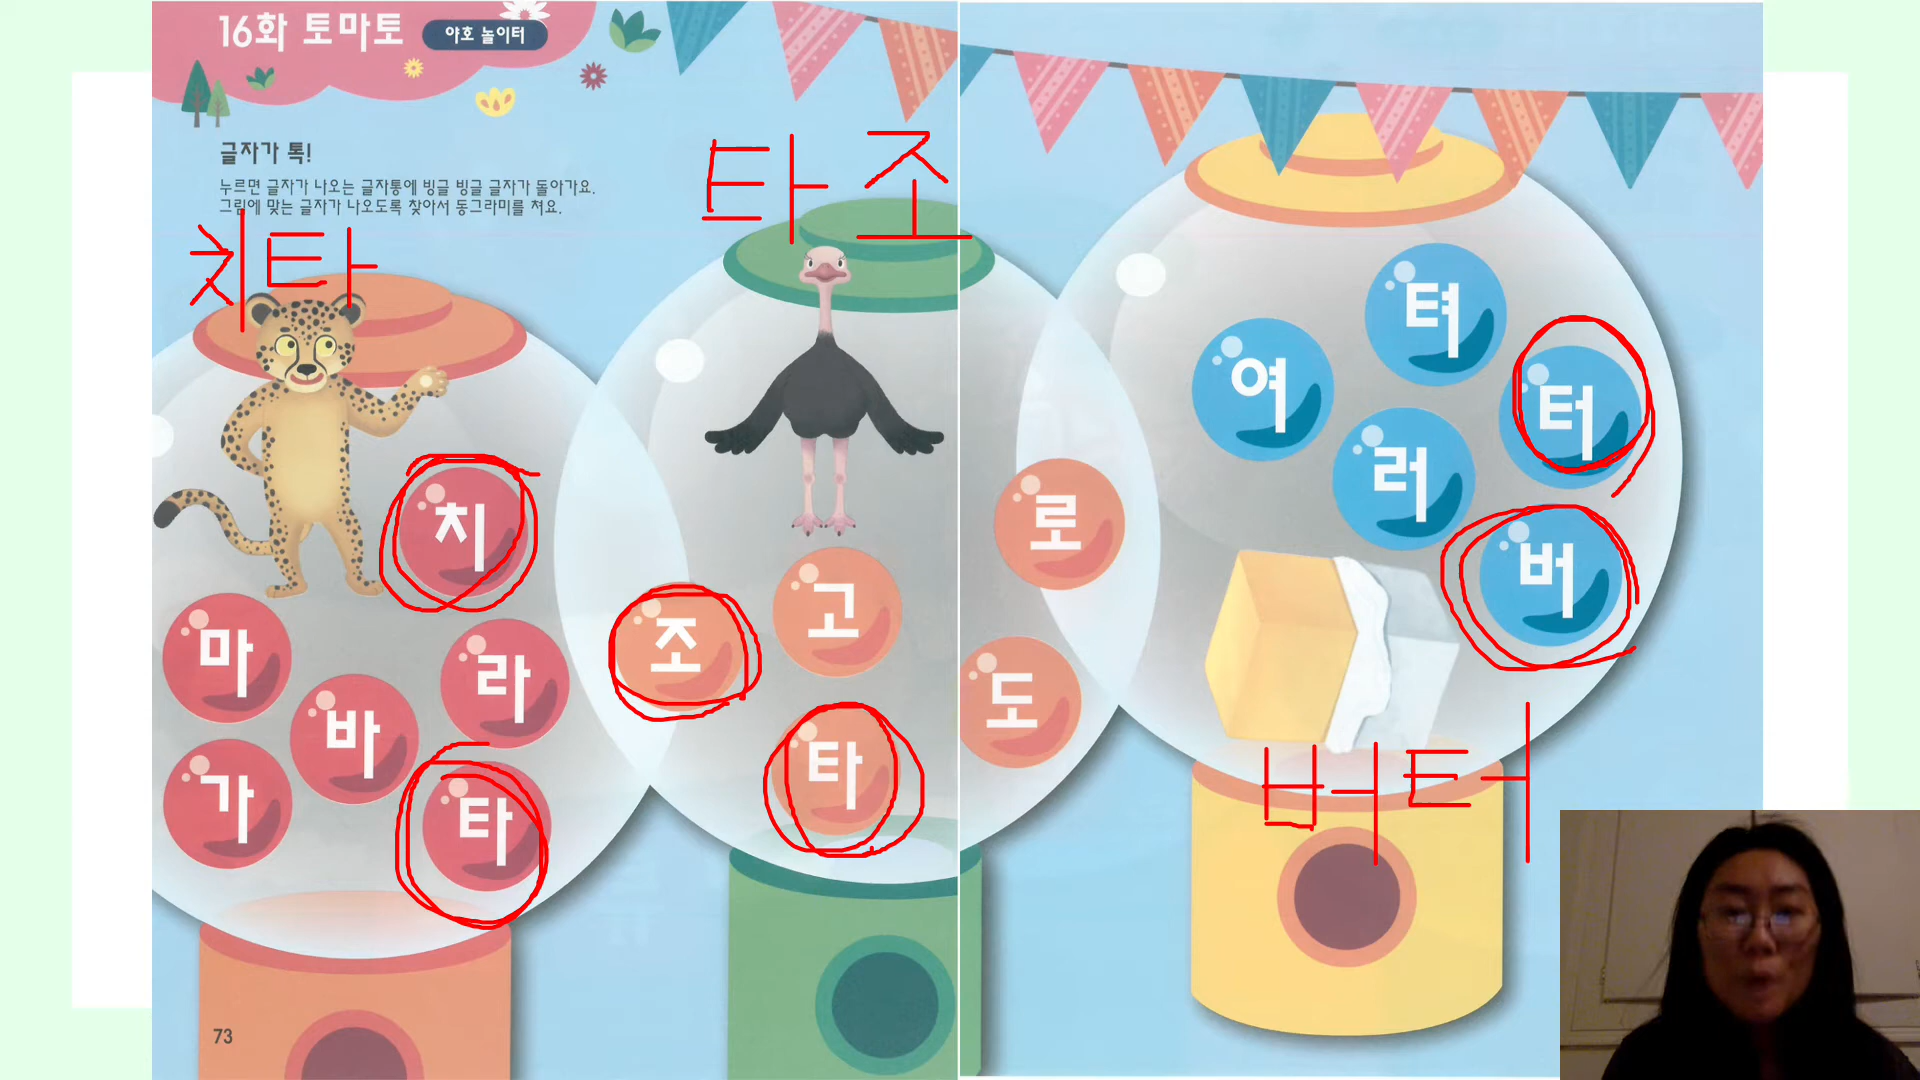 16화 토마토 야호 놀이터
글자가 톡!
누르면 글자가 나오는 글자통에 빙글 빙글 글자가 돌아가요.
그림에 맞는 글자가 나오도록 찾아서 동그라미를 쳐요.
치타
치
마
라
바
가
타
타조
조
고
로
도
타
여
텨
터
러
버
버터
73